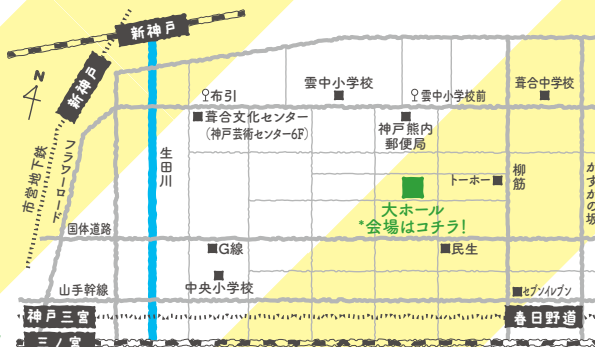 新神戸
N
新神戸
布引
雲中小学校
雲中小学校前
葺合中学校
葺合文化センター
(神戸芸術センター6F)
神戸熊内
郵便局
生田川
市営地下鉄
フラワーロード
トーホー
柳筋
かすがの坂
大ホール
*会場はコチラ!
国体道路
G線
民生
中央小学校
山手幹線
セブンイレブン
神戸三宮
春日野道
三ノ宮